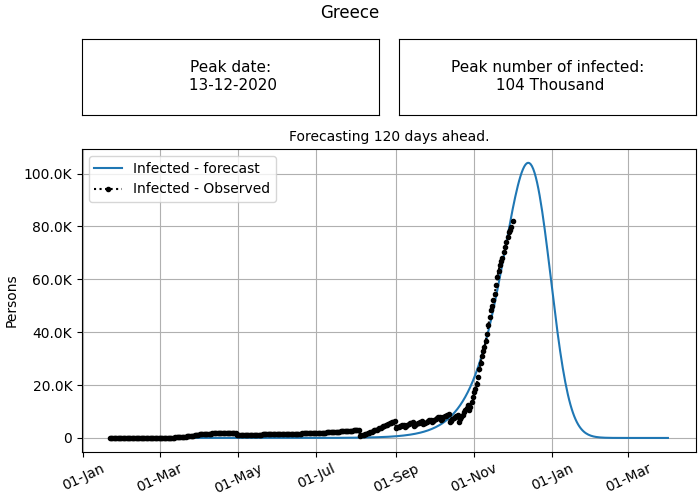 Greece
Peak date:
13-12-2020
Peak number of infected:
104 Thousand
Forecasting 120 days ahead.
Infected - forecast
Infected - Observed
100.0K
80.0K
60.0K
40.0K
20.0K
0
Persons
01-Jan
01-Mar
01-May
01-Jul
01-Sep
01-Nov
01-Jan
01-Mar